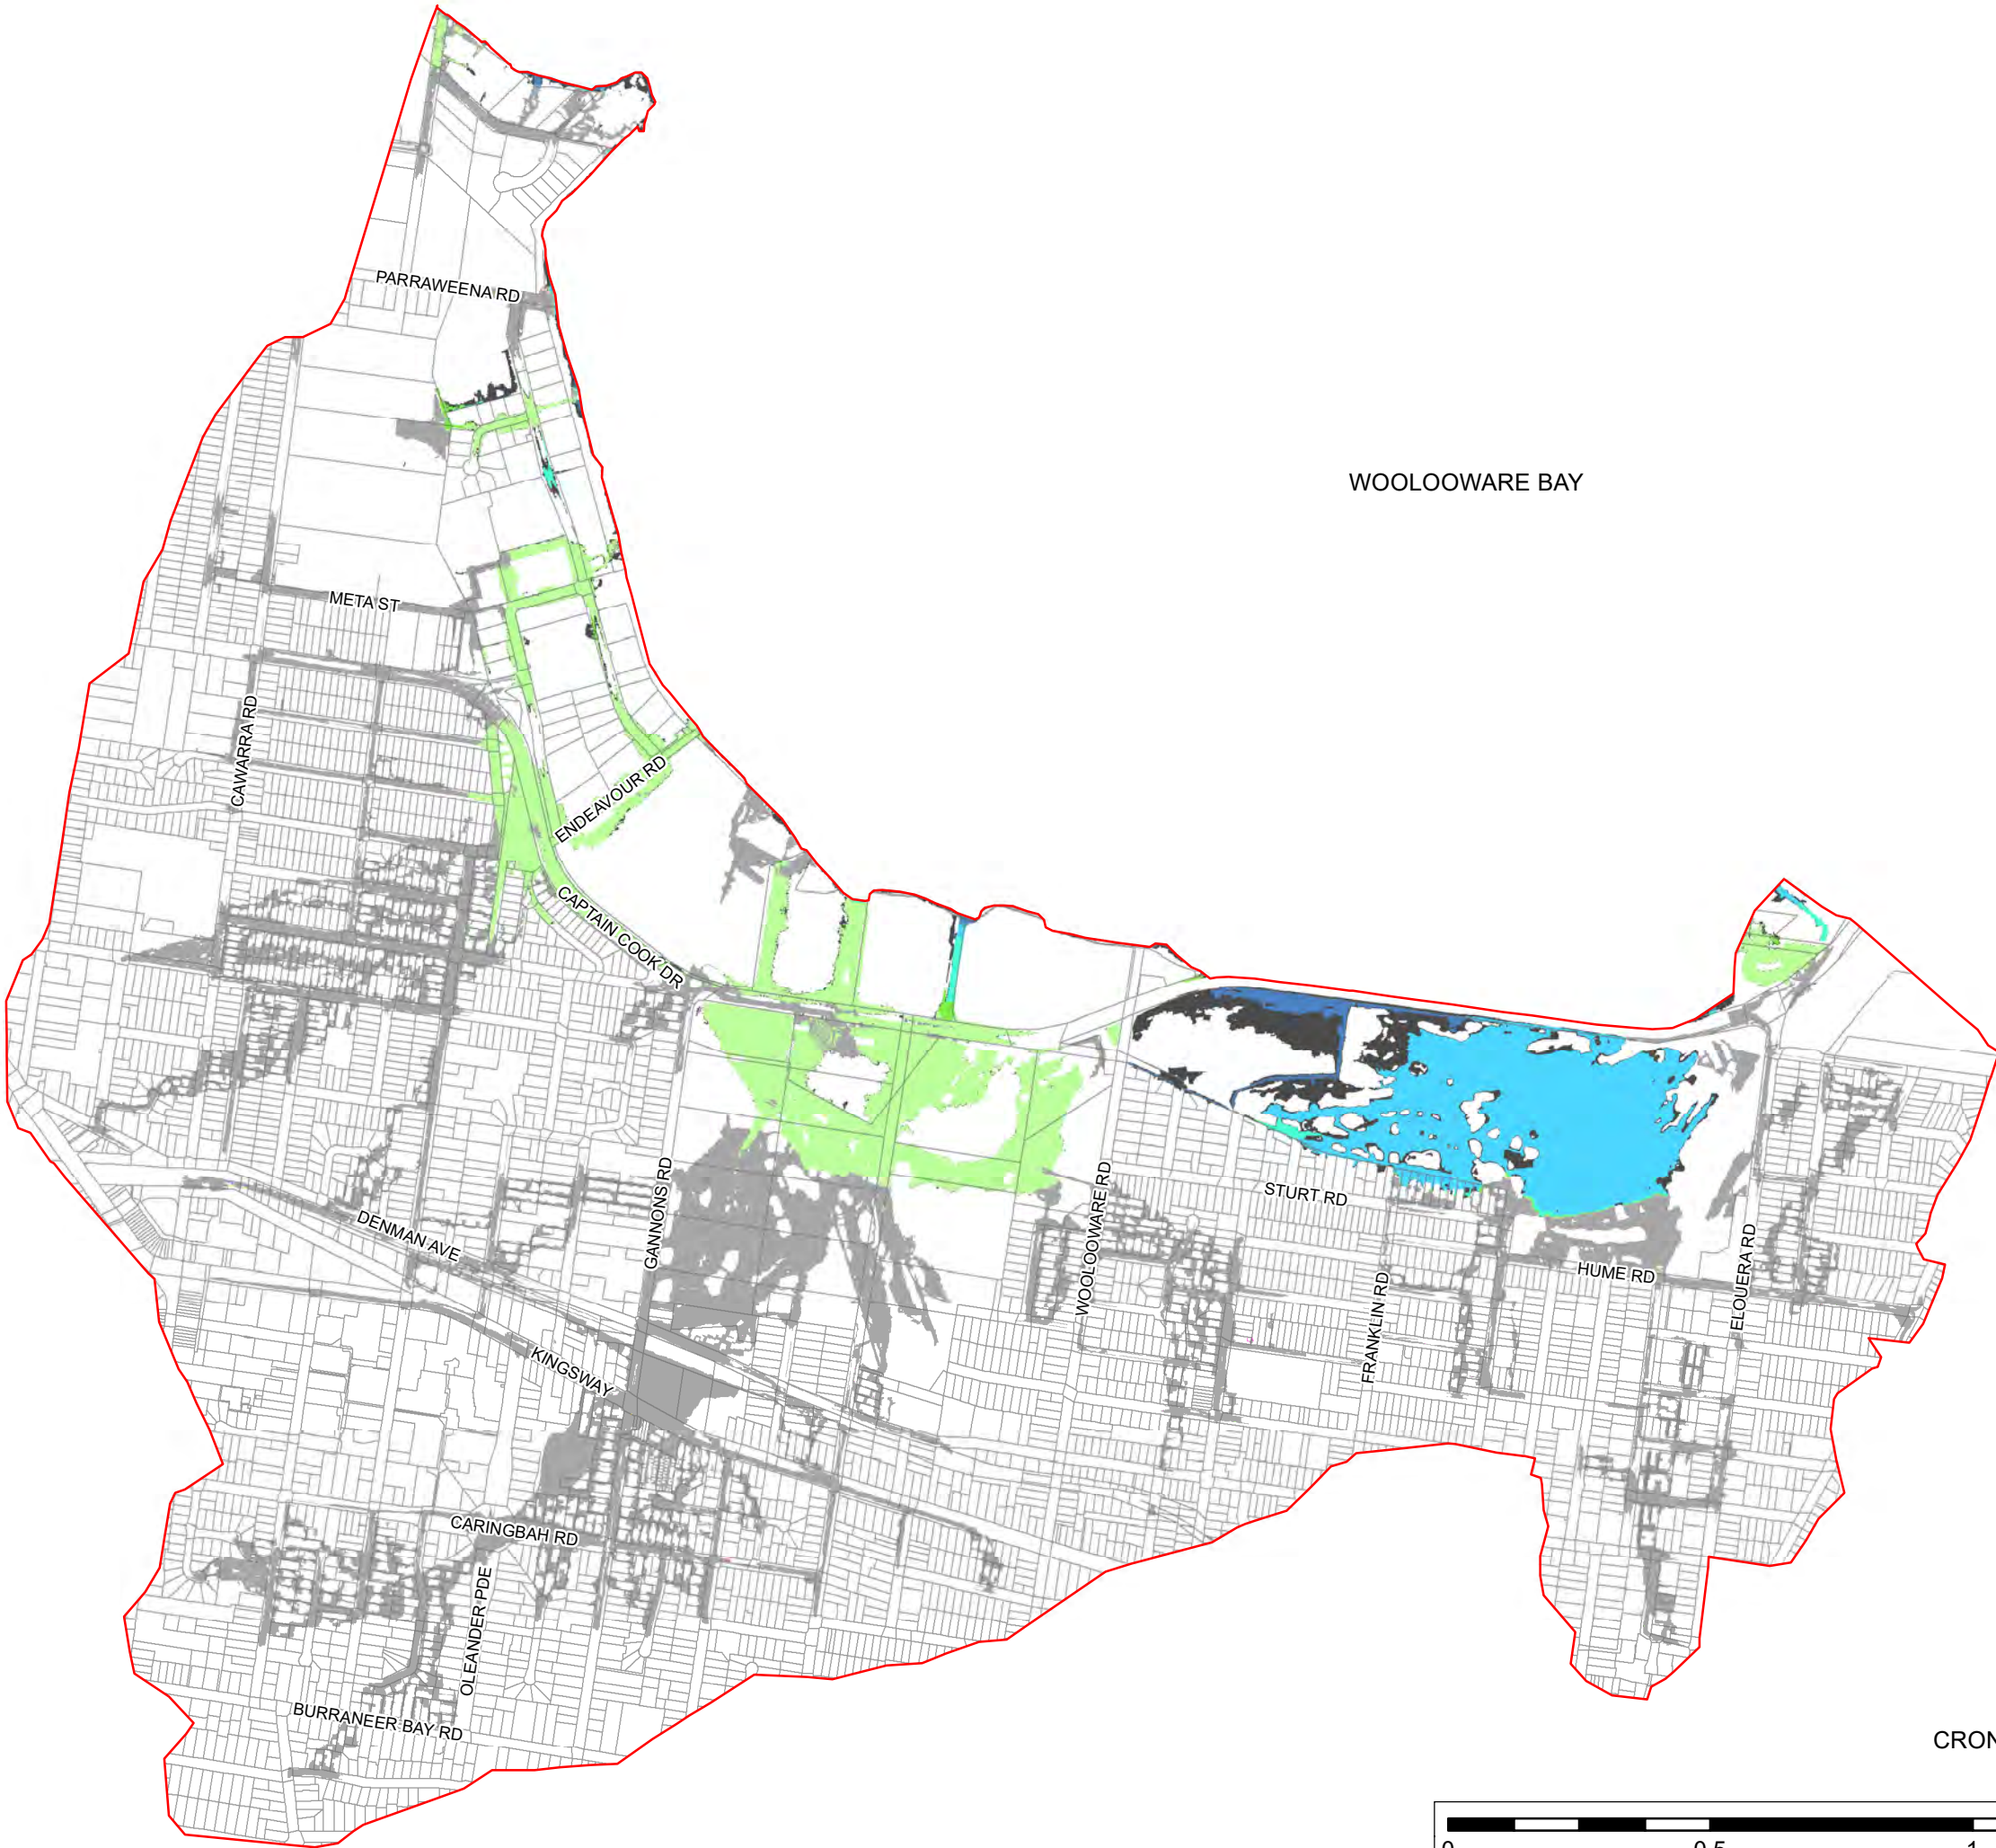 PARRAWEENA RD
WOOLOOWARE BAY
META ST
CAWARRA RD
ENDEAVOUR RD
CAPTAIN COOK DR
GANNONS RD
WOOLOOWARE RD
STURT RD
DENMAN AVE
ELOUERA RD
HUME RD
FRANKLIN RD
KINGSWAY
CARINGBAH RD
OLEANDER PDE
BURRANEER BAY RD
CRON
0 0.5 1